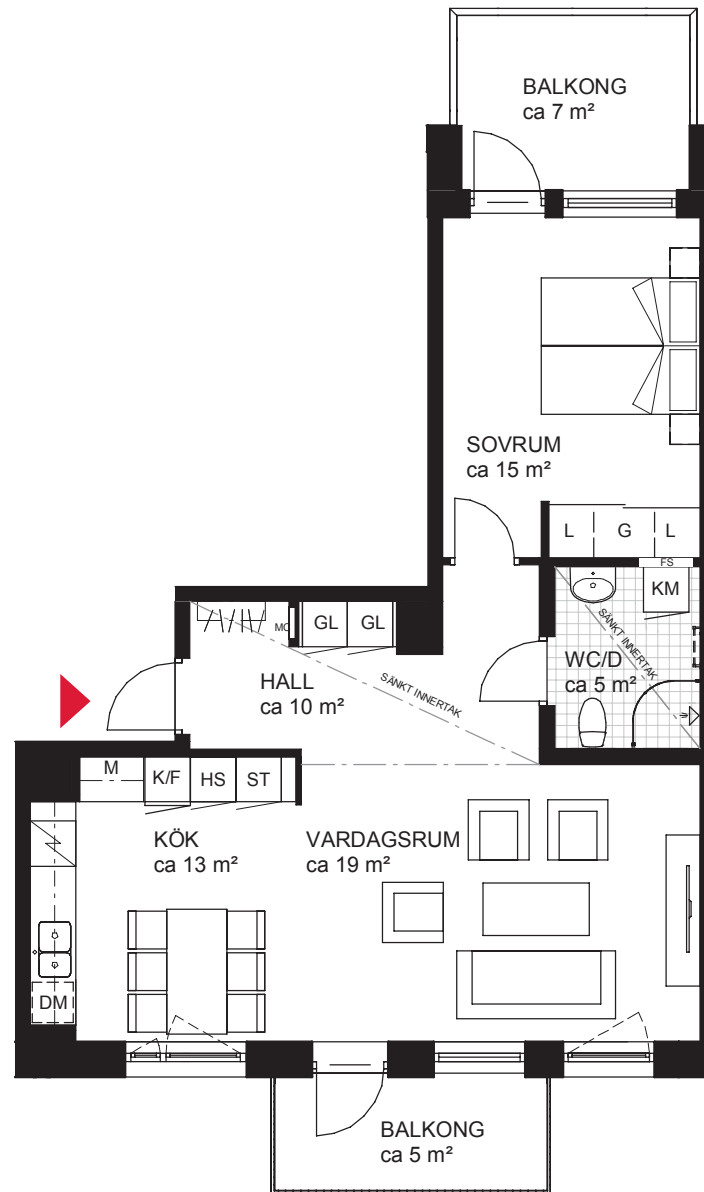 BALKONG
ca 7 m²
SOVRUM
ca 15 m²
L G L
FS
KM
SÄNKT INNERTAK
WC/D
ca 5 m²
MC
GL GL
HALL
ca 10 m²
SÄNKT INNERTAK
M K/F HS ST
KÖK
ca 13 m²
VARDAGSRUM
ca 19 m²
DM
BALKONG
ca 5 m²